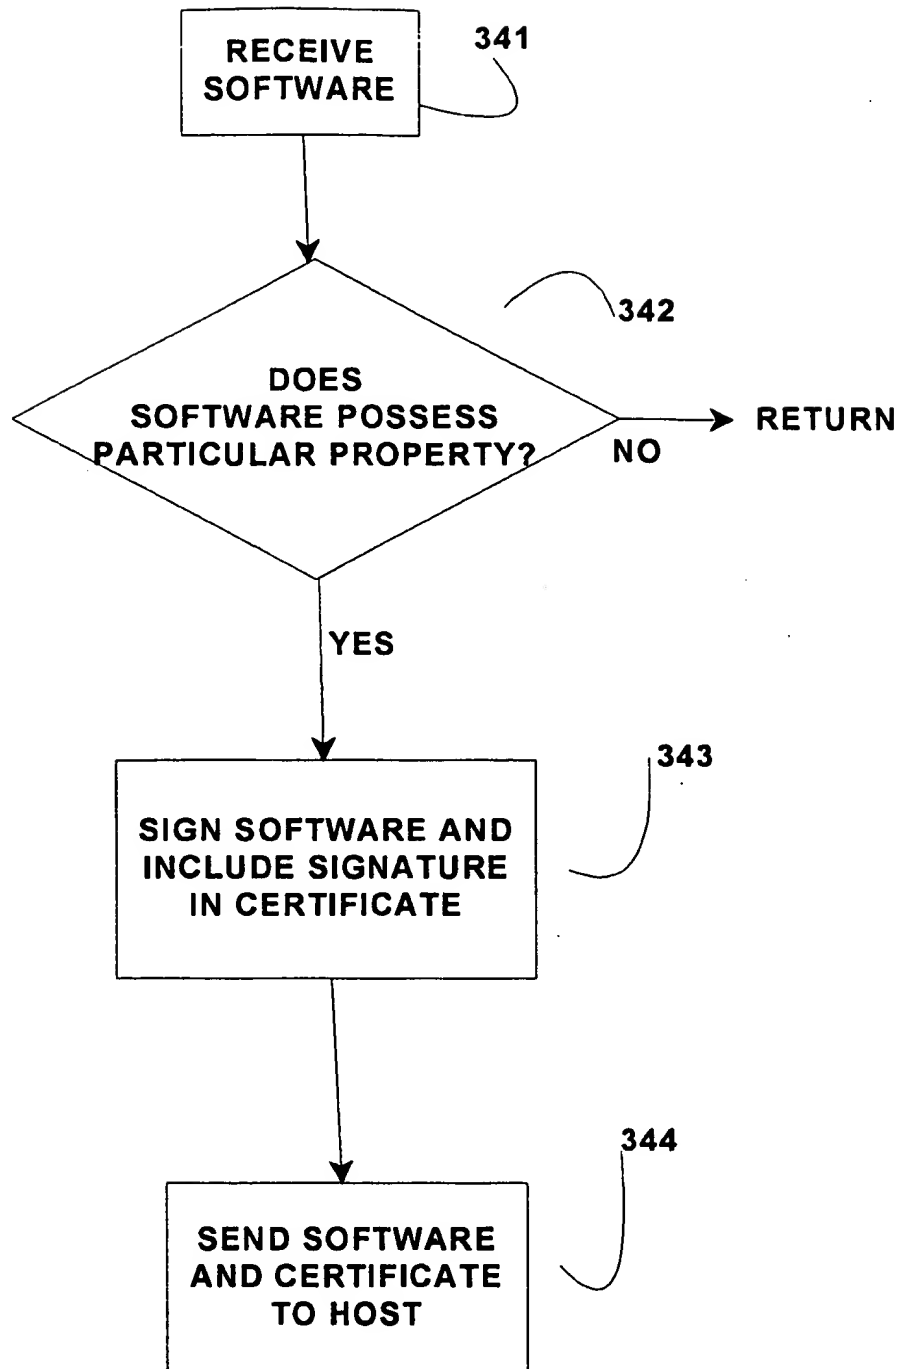 RECEIVE
SOFTWARE
341
342
DOES
SOFTWARE POSSESS
PARTICULAR PROPERTY?
RETURN
NO
YES
343
SIGN SOFTWARE AND
INCLUDE SIGNATURE
IN CERTIFICATE
344
SEND SOFTWARE
AND CERTIFICATE
TO HOST